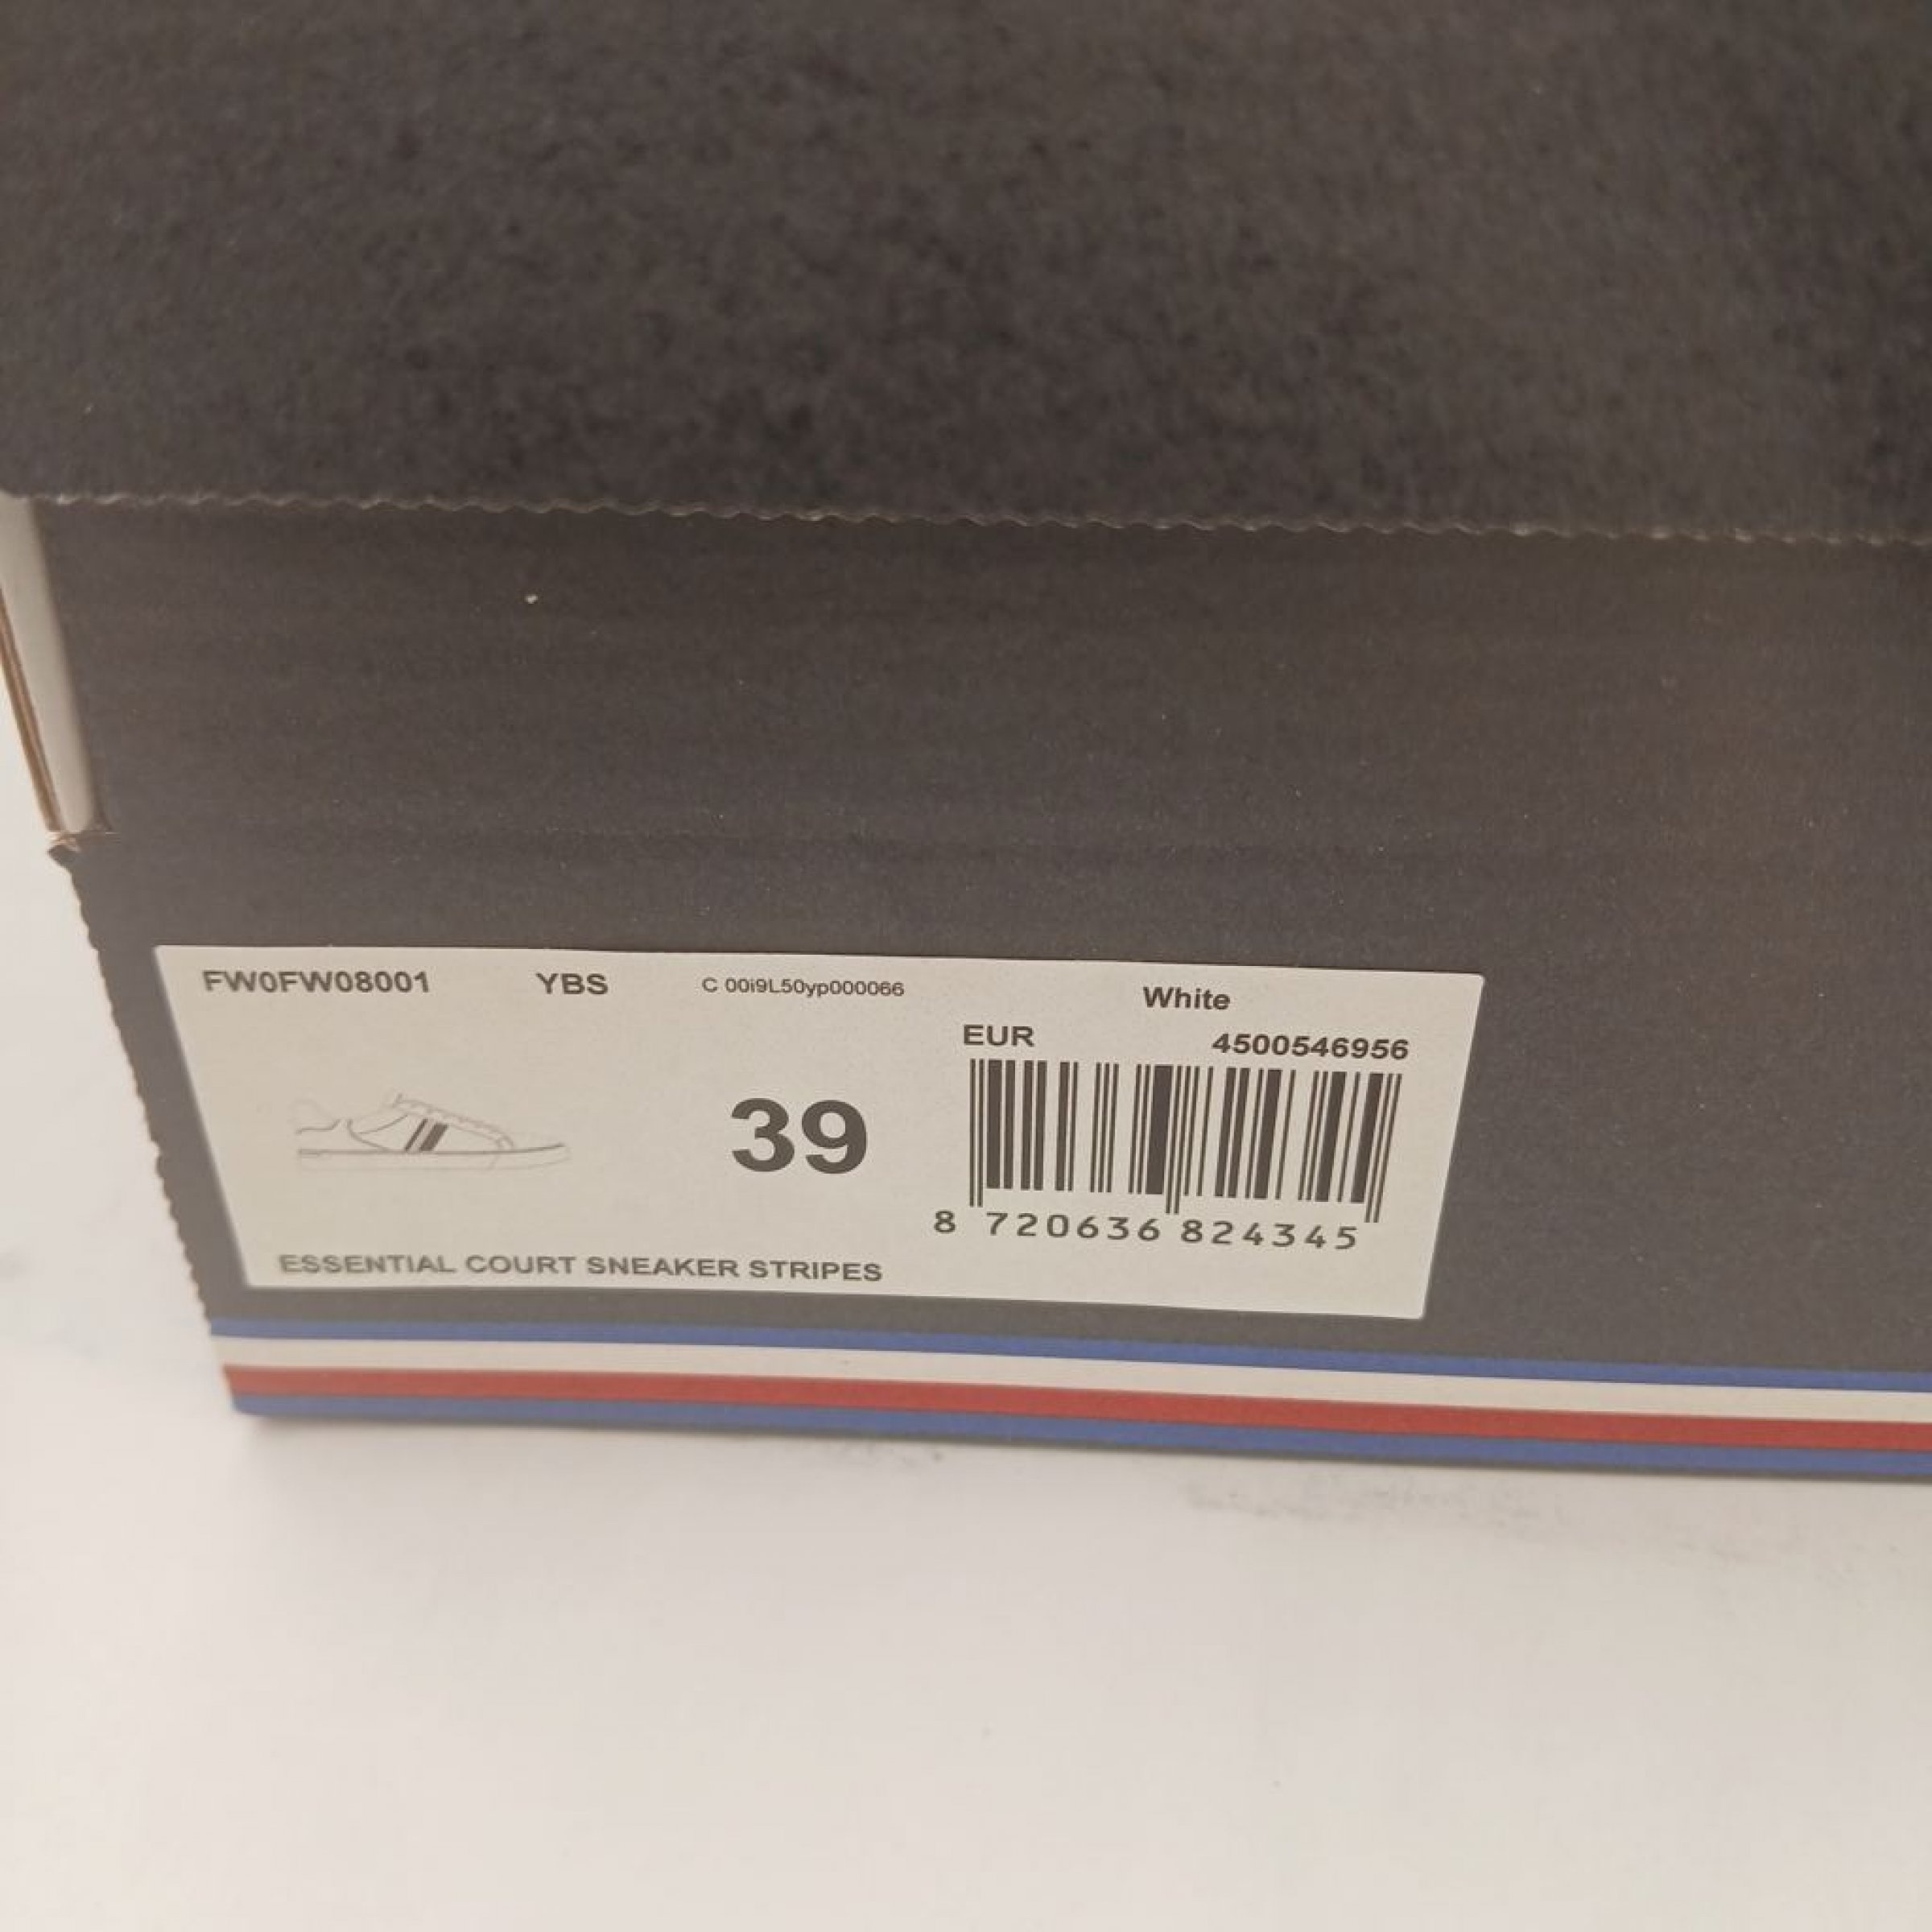 FW0FW08001 YBS C 00i9L50yp000066 White
EUR 4500546956
39
8 720636 824345
ESSENTIAL COURT SNEAKER STRIPES